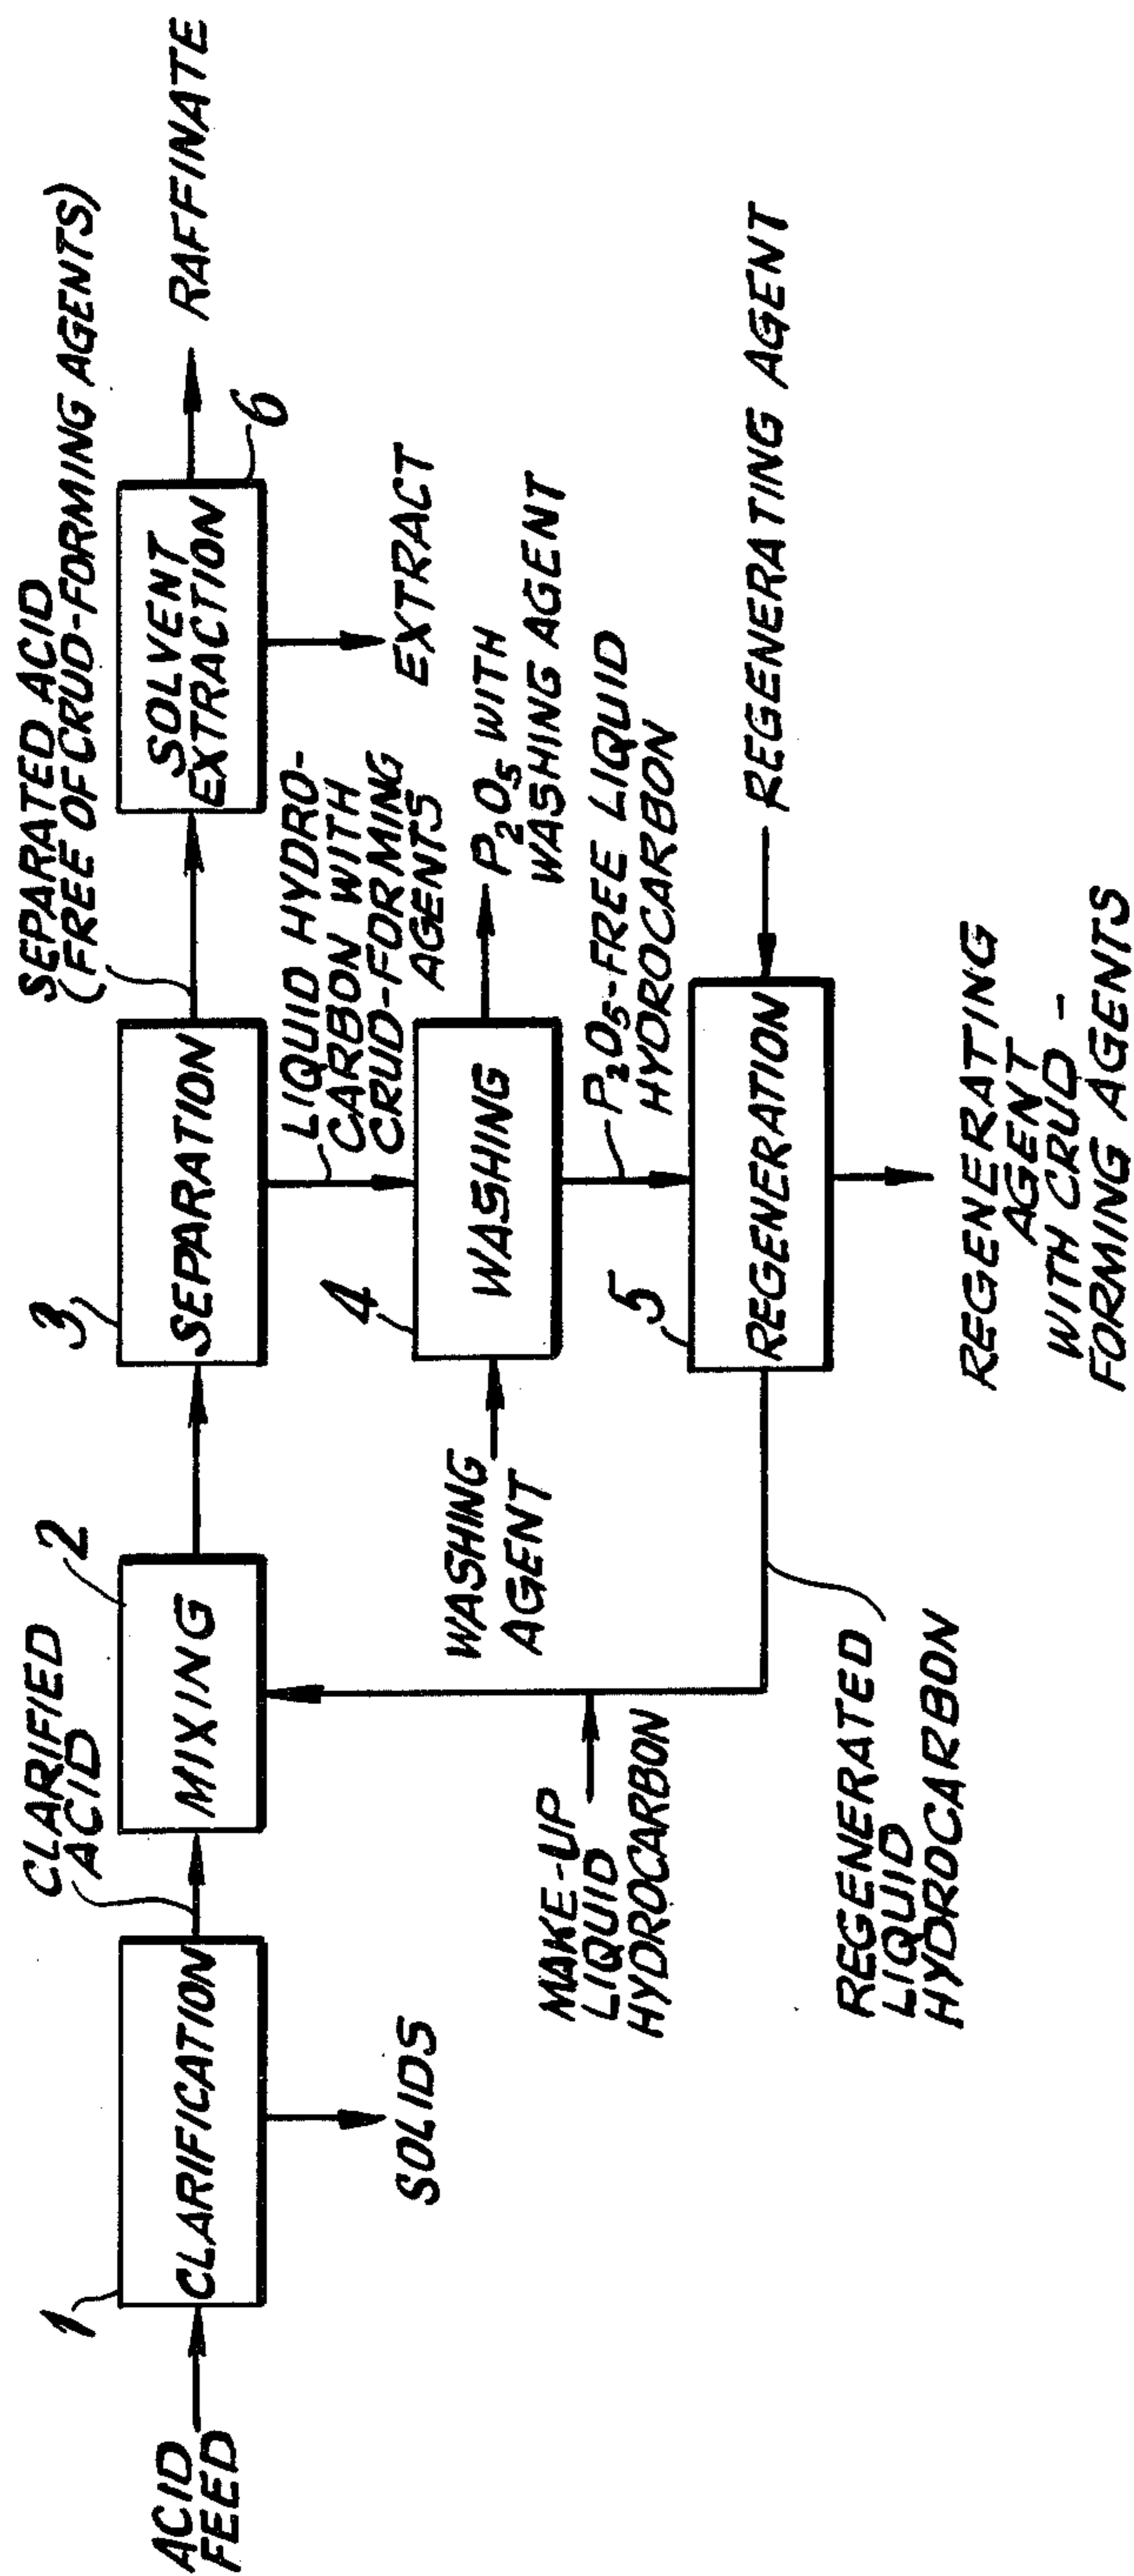 ACID
FEED
1
CLARIFICATION
SOLIDS
CLARIFIED
ACID
2
MIXING
MAKE-UP
LIQUID
HYDROCARBON
REGENERATED
LIQUID
HYDROCARBON
3
SEPARATION
SEPARATED ACID
(FREE OF CRUD-FORMING AGENTS)
LIQUID HYDRO-
CARBON WITH
CRUD-FORMING
AGENTS
WASHING
AGENT
4
WASHING
P₂O₅ WITH
WASHING AGENT
P₂O₅-FREE LIQUID
HYDROCARBON
5
REGENERATION
REGENERATING AGENT
REGENERATING
AGENT
WITH CRUD -
FORMING AGENTS
SOLVENT
EXTRACTION
6
EXTRACT
RAFFINATE